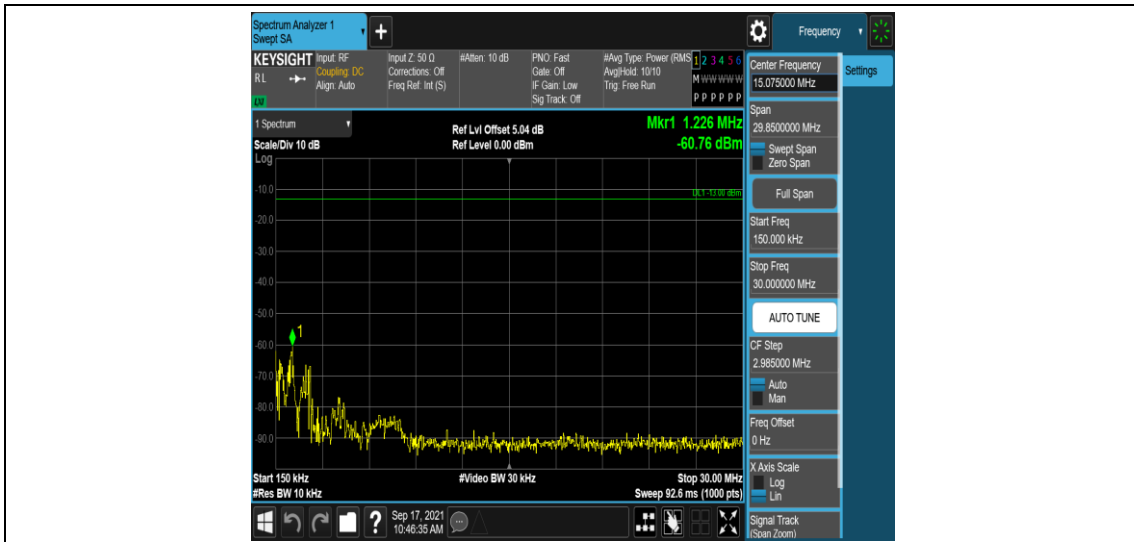 Spectrum Analyzer 1
Swept SA
+
Frequency
KEYSIGHT
RL
LXI
Input: RF
Coupling: DC
Align: Auto
Input Z: 50 Ω
Corrections: Off
Freq Ref: Int (S)
#Atten: 10 dB
PNO: Fast
Gate: Off
IF Gain: Low
Sig Track: Off
#Avg Type: Power (RMS
Avg|Hold: 10/10
Trig: Free Run
1 2 3 4 5 6
M W W W W W
P P P P P P
1 Spectrum
Scale/Div 10 dB
Log
Ref Lvl Offset 5.04 dB
Ref Level 0.00 dBm
Mkr1 1.226 MHz
-60.76 dBm
DL1 -13.00 dBm
-10.0
-20.0
-30.0
-40.0
-50.0
-60.0
-70.0
-80.0
-90.0
1
Start 150 kHz
#Res BW 10 kHz
#Video BW 30 kHz
Stop 30.00 MHz
Sweep 92.6 ms (1000 pts)
?
Sep 17, 2021
10:46:35 AM
Center Frequency
15.075000 MHz
Settings
Span
29.8500000 MHz
Swept Span
Zero Span
Full Span
Start Freq
150.000 kHz
Stop Freq
30.000000 MHz
AUTO TUNE
CF Step
2.985000 MHz
Auto
Man
Freq Offset
0 Hz
X Axis Scale
Log
Lin
Signal Track
(Span Zoom)